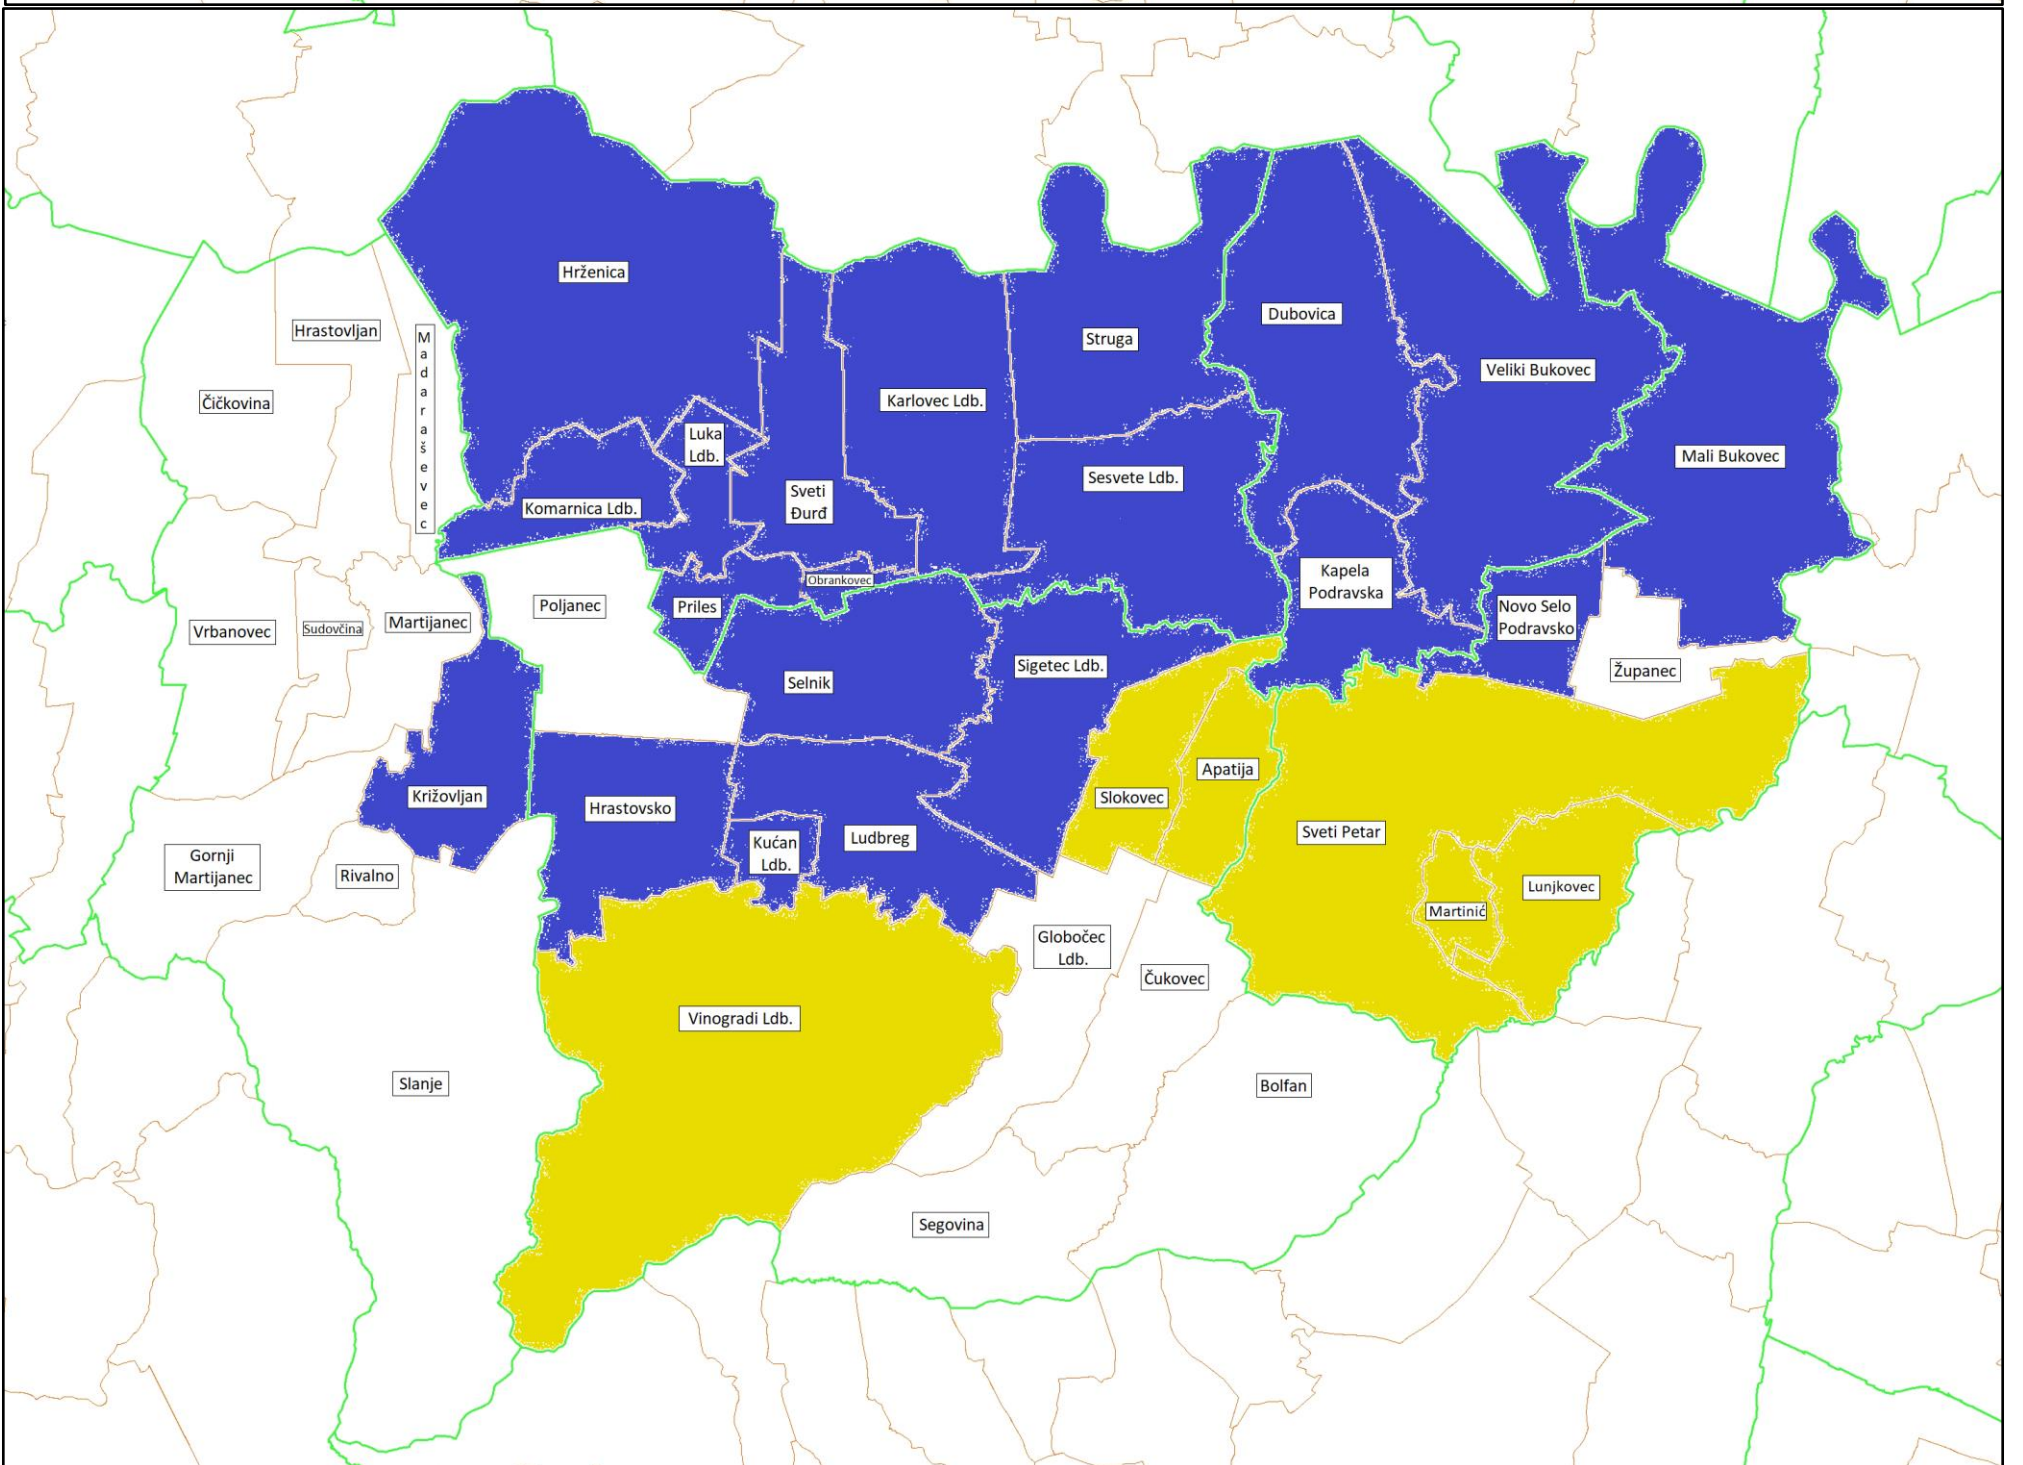 Hrženica
Dubovica
Hrastovljan
Madaraševec
Struga
Veliki Bukovec
Čičkovina
Karlovec Ldb.
Luka
Ldb.
Mali Bukovec
Sesvete Ldb.
Sveti
Đurđ
Komarnica Ldb.
Obrankovec
Kapela
Podravska
Poljanec
Priles
Novo Selo
Podravsko
Martijanec
Sudovčina
Vrbanovec
Sigetec Ldb.
Županec
Selnik
Apatija
Križovljan
Slokovec
Hrastovsko
Sveti Petar
Ludbreg
Kućan
Ldb.
Gornji
Martijanec
Rivalno
Lunjkovec
Martinić
Globočec
Ldb.
Čukovec
Vinogradi Ldb.
Slanje
Bolfan
Segovina